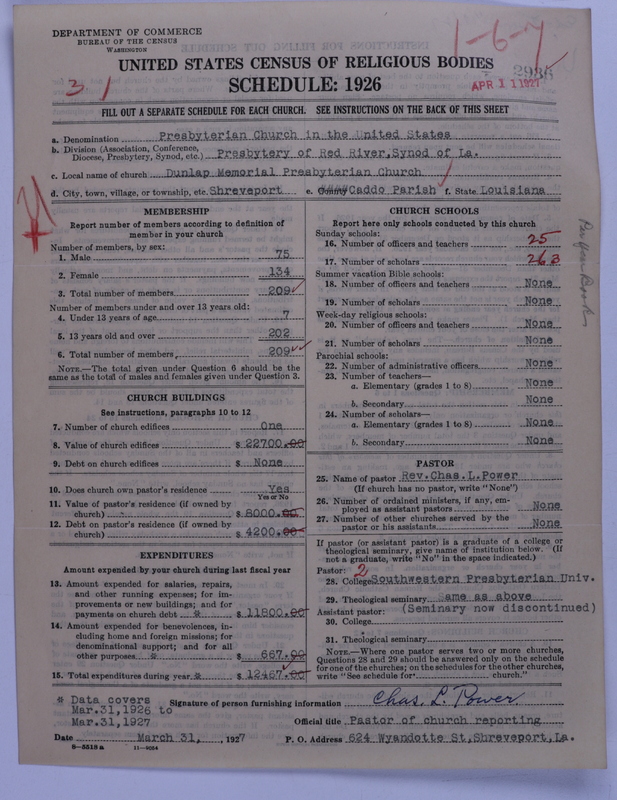 DEPARTMENT OF COMMERCE
BUREAU OF THE CENSUS
WASHINGTON
1-6-7
2986
APR 11 1927
UNITED STATES CENSUS OF RELIGIOUS BODIES
SCHEDULE: 1926
3 1
FILL OUT A SEPARATE SCHEDULE FOR EACH CHURCH. SEE INSTRUCTIONS ON THE BACK OF THIS SHEET
a. Denomination Presbyterian Church in the United States
b. Division (Association, Conference, Diocese, Presbytery, Synod, etc.) Presbytery of Red River, Synod of La.
c. Local name of church Dunlap Memorial Presbyterian Church
d. City, town, village, or township, etc. Shreveport e. County Caddo Parish f. State Louisiana
MEMBERSHIP
Report number of members according to definition of
member in your church
Number of members, by sex:
1. Male 75
2. Female 134
3. Total number of members 209
Number of members under and over 13 years old:
4. Under 13 years of age 7
5. 13 years old and over 202
6. Total number of members 209
NOTE.—The total given under Question 6 should be
same as the total of males and females given under Question 3.
CHURCH BUILDINGS
See instructions, paragraphs 10 to 12
7. Number of church edifices One
8. Value of church edifices $ 22700.00
9. Debt on church edifices $ None
10. Does church own pastor's residence Yes
Yes or No
11. Value of pastor's residence (if owned by
church) $ 8000.00
12. Debt on pastor's residence (if owned by
church) $ 4200.00
EXPENDITURES
Amount expended by your church during last fiscal year
13. Amount expended for salaries, repairs,
and other running expenses; for im-
provements or new buildings; and for
payments on church debt * $ 11800.00
14. Amount expended for benevolences, in-
cluding home and foreign missions; for
denominational support; and for all
other purposes * $ 667.00
15. Total expenditures during year * $ 12467.00
CHURCH SCHOOLS
Report here only schools conducted by this church
Sunday schools:
16. Number of officers and teachers 25
17. Number of scholars 263
Summer vacation Bible schools:
18. Number of officers and teachers None
19. Number of scholars None
Week-day religious schools:
20. Number of officers and teachers None
21. Number of scholars None
Parochial schools:
22. Number of administrative officers None
23. Number of teachers—
a. Elementary (grades 1 to 8) None
b. Secondary None
24. Number of scholars—
a. Elementary (grades 1 to 8) None
b. Secondary None
Per Year Book
PASTOR
25. Name of pastor Rev. Chas. L. Power
(If church has no pastor, write "None")
26. Number of ordained ministers, if any, em-
ployed as assistant pastors None
27. Number of other churches served by the
pastor or his assistants None
If pastor (or assistant pastor) is a graduate of a college or
theological seminary, give name of institution below. (If
not a graduate, write "No" in the space indicated.)
Pastor: 2
28. College Southwestern Presbyterian Univ.
29. Theological seminary Same as above
Assistant pastor: (Seminary now discontinued)
30. College
31. Theological seminary
NOTE.—Where one pastor serves two or more churches,
Questions 28 and 29 should be answered only on the schedule
for one of the churches; on the schedules for the other churches,
write "See schedule for church."
* Data covers
Mar.31,1926 to
Mar.31,1927
Signature of person furnishing information Chas. L. Power
Official title Pastor of church reporting
Date March 31, 1927 P. O. Address 624 Wyandotte St, Shreveport, La.
8—5518 a 11—9084